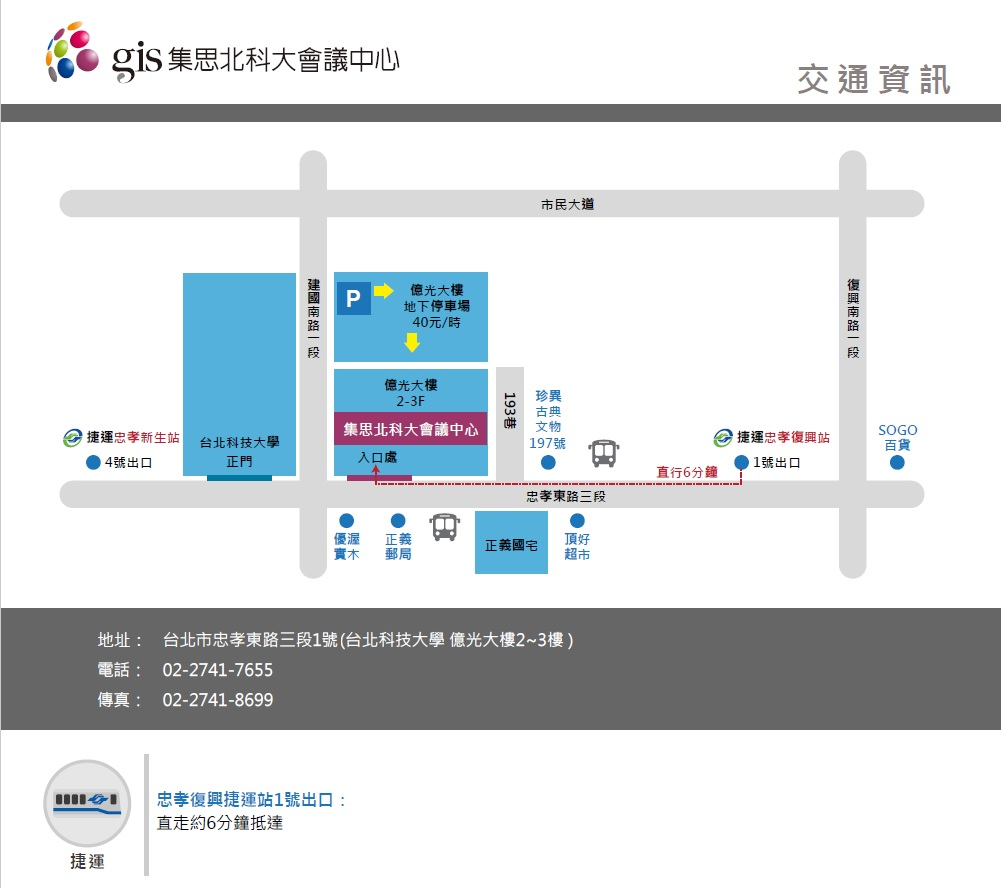 gis 集思北科大會議中心
交通資訊
市民大道
建國南路一段
復興南路一段
P
億光大樓
地下停車場
40元/時
億光大樓
2-3F
集思北科大會議中心
入口處
193巷
珍異
古典
文物
197號
捷運忠孝新生站
4號出口
台北科技大學
正門
捷運忠孝復興站
1號出口
SOGO
百貨
直行6分鐘
忠孝東路三段
優渥
實木
正義
郵局
正義國宅
頂好
超市
地址： 台北市忠孝東路三段1號(台北科技大學 億光大樓2~3樓 )
電話： 02-2741-7655
傳真： 02-2741-8699
忠孝復興捷運站1號出口：
直走約6分鐘抵達
捷運